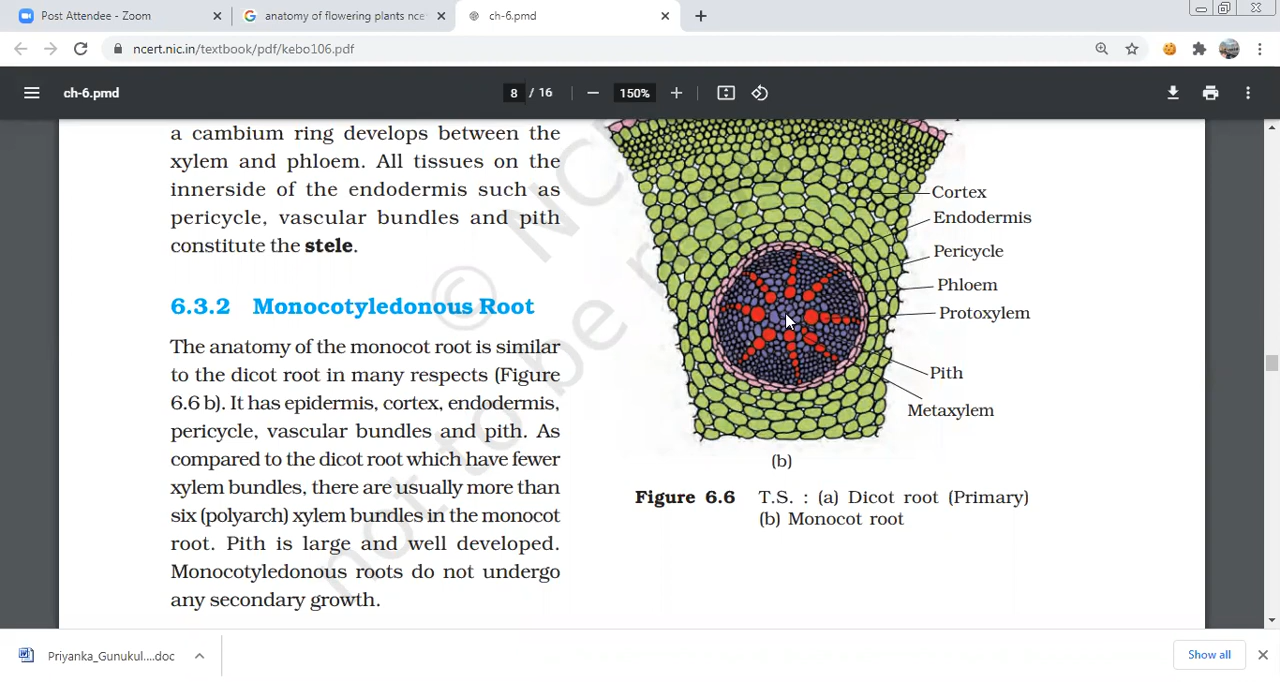 Post Attendee - Zoom
anatomy of flowering plants nce
ch-6.pmd
ncert.nic.in/textbook/pdf/kebo106.pdf
ch-6.pmd
8 / 16
150%
a cambium ring develops between the
xylem and phloem. All tissues on the
innerside of the endodermis such as
pericycle, vascular bundles and pith
constitute the stele.
6.3.2 Monocotyledonous Root
The anatomy of the monocot root is similar
to the dicot root in many respects (Figure
6.6 b). It has epidermis, cortex, endodermis,
pericycle, vascular bundles and pith. As
compared to the dicot root which have fewer
xylem bundles, there are usually more than
six (polyarch) xylem bundles in the monocot
root. Pith is large and well developed.
Monocotyledonous roots do not undergo
any secondary growth.
Cortex
Endodermis
Pericycle
Phloem
Protoxylem
Pith
Metaxylem
(b)
Figure 6.6 T.S. : (a) Dicot root (Primary)
(b) Monocot root
© NC
not to be re
Priyanka_Gunukul....doc
Show all